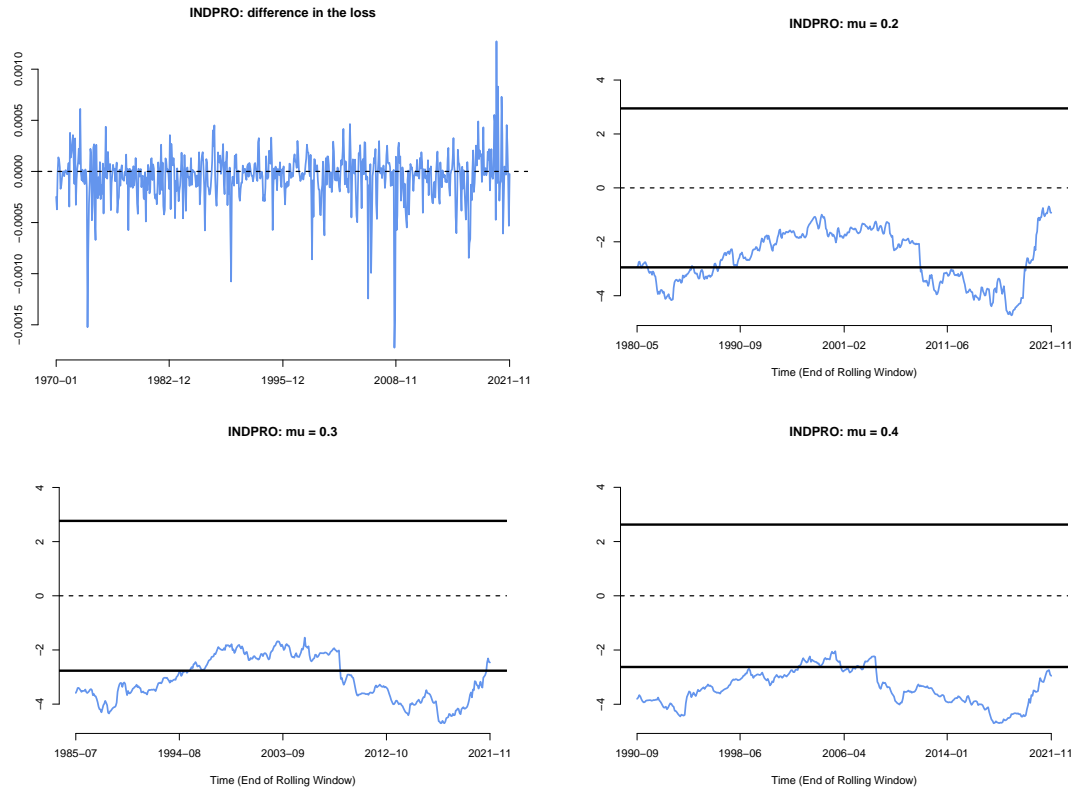 INDPRO: difference in the loss
0.0010
0.0005
0.0000
−0.0005
−0.0010
−0.0015
1970−01 1982−12 1995−12 2008−11 2021−11
INDPRO: mu = 0.2
4
2
0
−2
−4
1980−05 1990−09 2001−02 2011−06 2021−11
Time (End of Rolling Window)
INDPRO: mu = 0.3
4
2
0
−2
−4
1985−07 1994−08 2003−09 2012−10 2021−11
Time (End of Rolling Window)
INDPRO: mu = 0.4
4
2
0
−2
−4
1990−09 1998−06 2006−04 2014−01 2021−11
Time (End of Rolling Window)